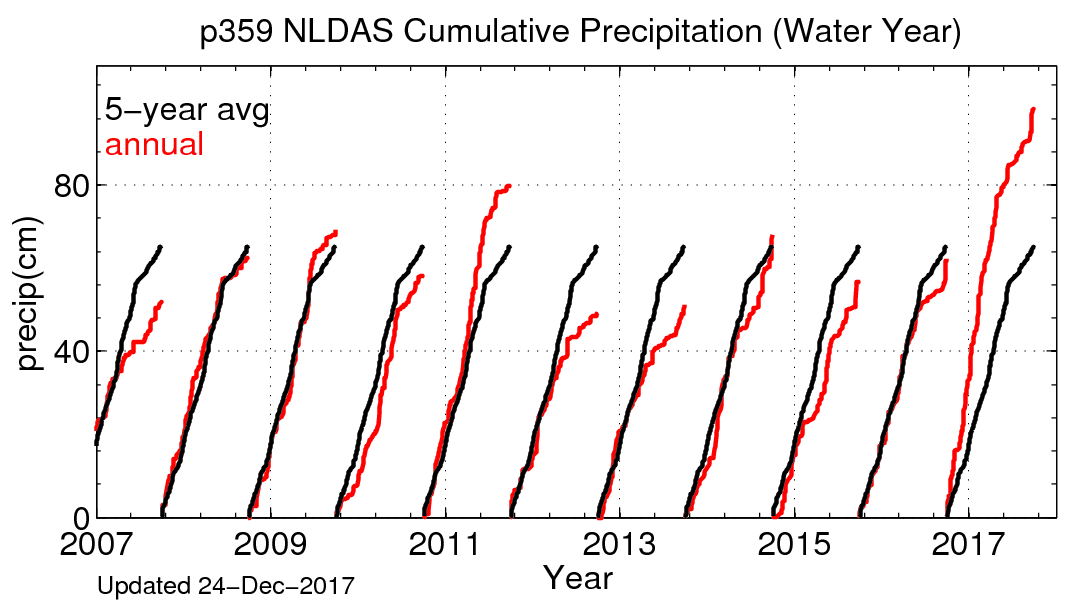 p359 NLDAS Cumulative Precipitation (Water Year)
5−year avg
annual
precip(cm)
80
40
0
2007 2009 2011 2013 2015 2017
Year
Updated 24−Dec−2017